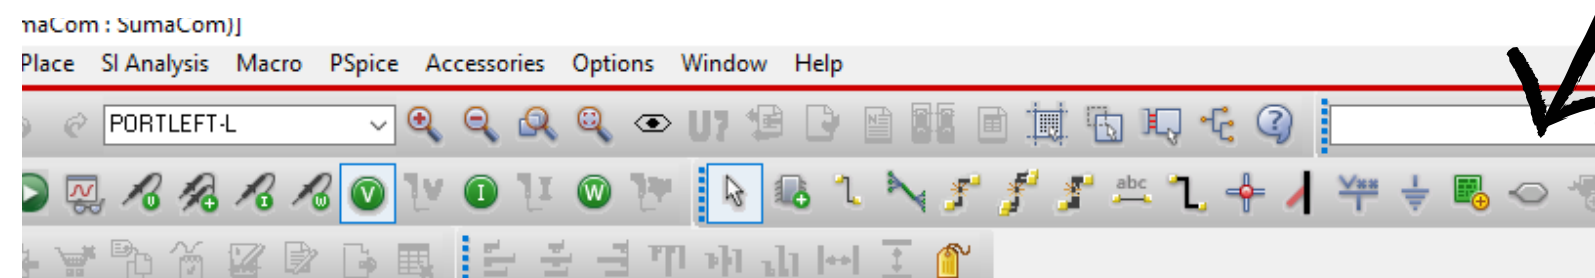 maCom : SumaCom)]
Place SI Analysis Macro PSpice Accessories Options Window Help
PORTLEFT-L U?
V V I I W abc